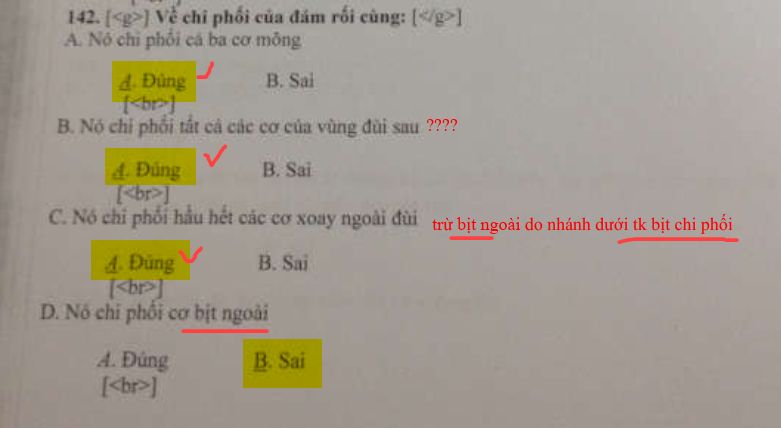 142. [<g>] Về chi phối của đám rối cùng: [</g>]
A. Nó chi phối cả ba cơ mông
A. Đúng B. Sai
[<br>]
B. Nó chi phối tất cả các cơ của vùng đùi sau ????
A. Đúng B. Sai
[<br>]
C. Nó chi phối hầu hết các cơ xoay ngoài đùi trừ bịt ngoài do nhánh dưới tk bịt chi phối
A. Đúng B. Sai
[<br>]
D. Nó chi phối cơ bịt ngoài
A. Đúng B. Sai
[<br>]